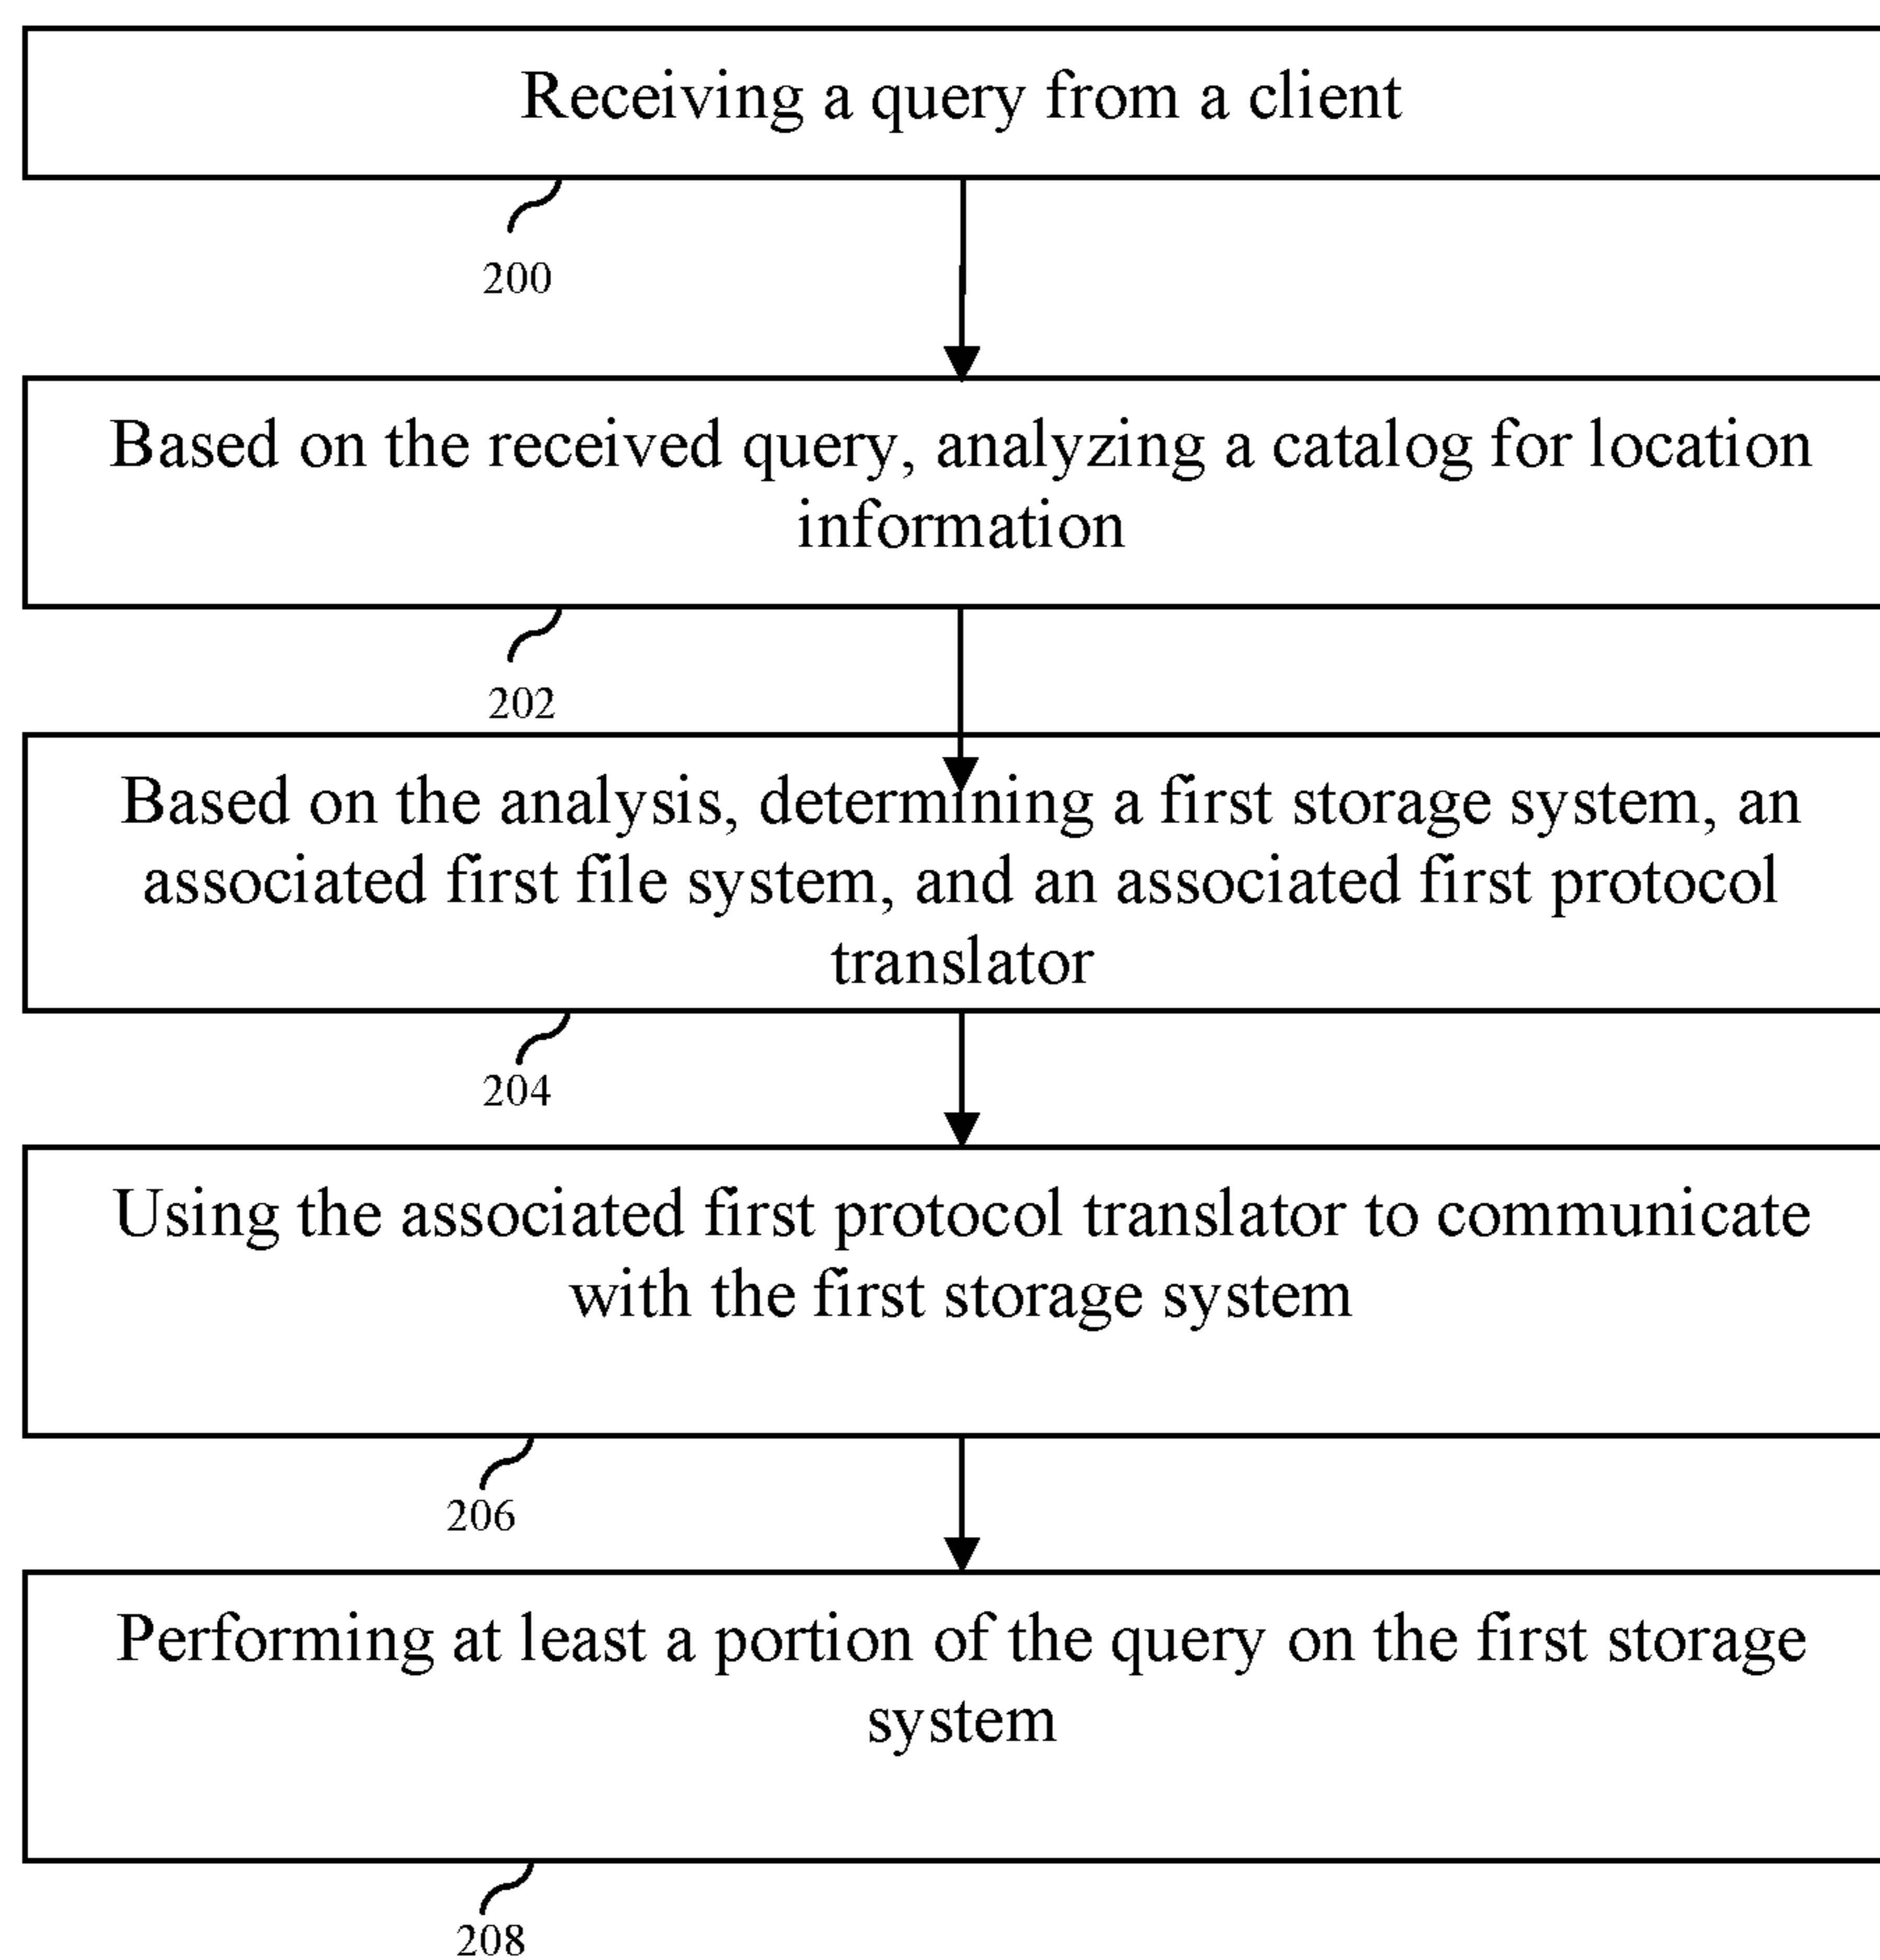 Receiving a query from a client
200
Based on the received query, analyzing a catalog for location
information
202
Based on the analysis, determining a first storage system, an
associated first file system, and an associated first protocol
translator
204
Using the associated first protocol translator to communicate
with the first storage system
206
Performing at least a portion of the query on the first storage
system
208